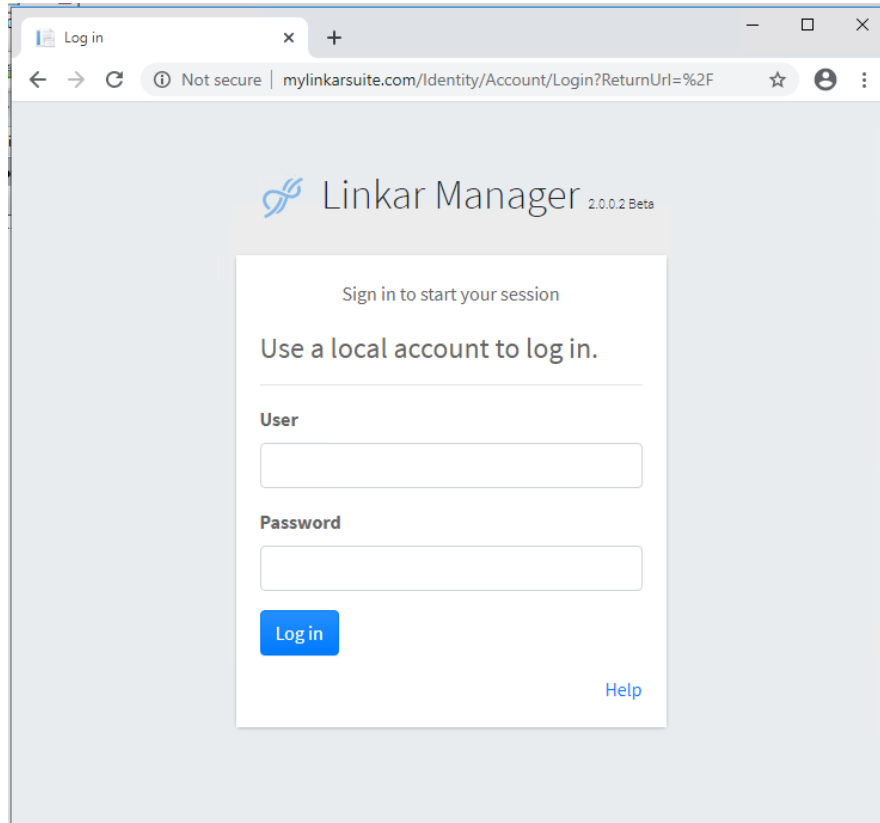 Log in
Not secure | mylinkarsuite.com/Identity/Account/Login?ReturnUrl=%2F
Linkar Manager 2.0.0.2 Beta
Sign in to start your session
Use a local account to log in.
User
Password
Log in
Help